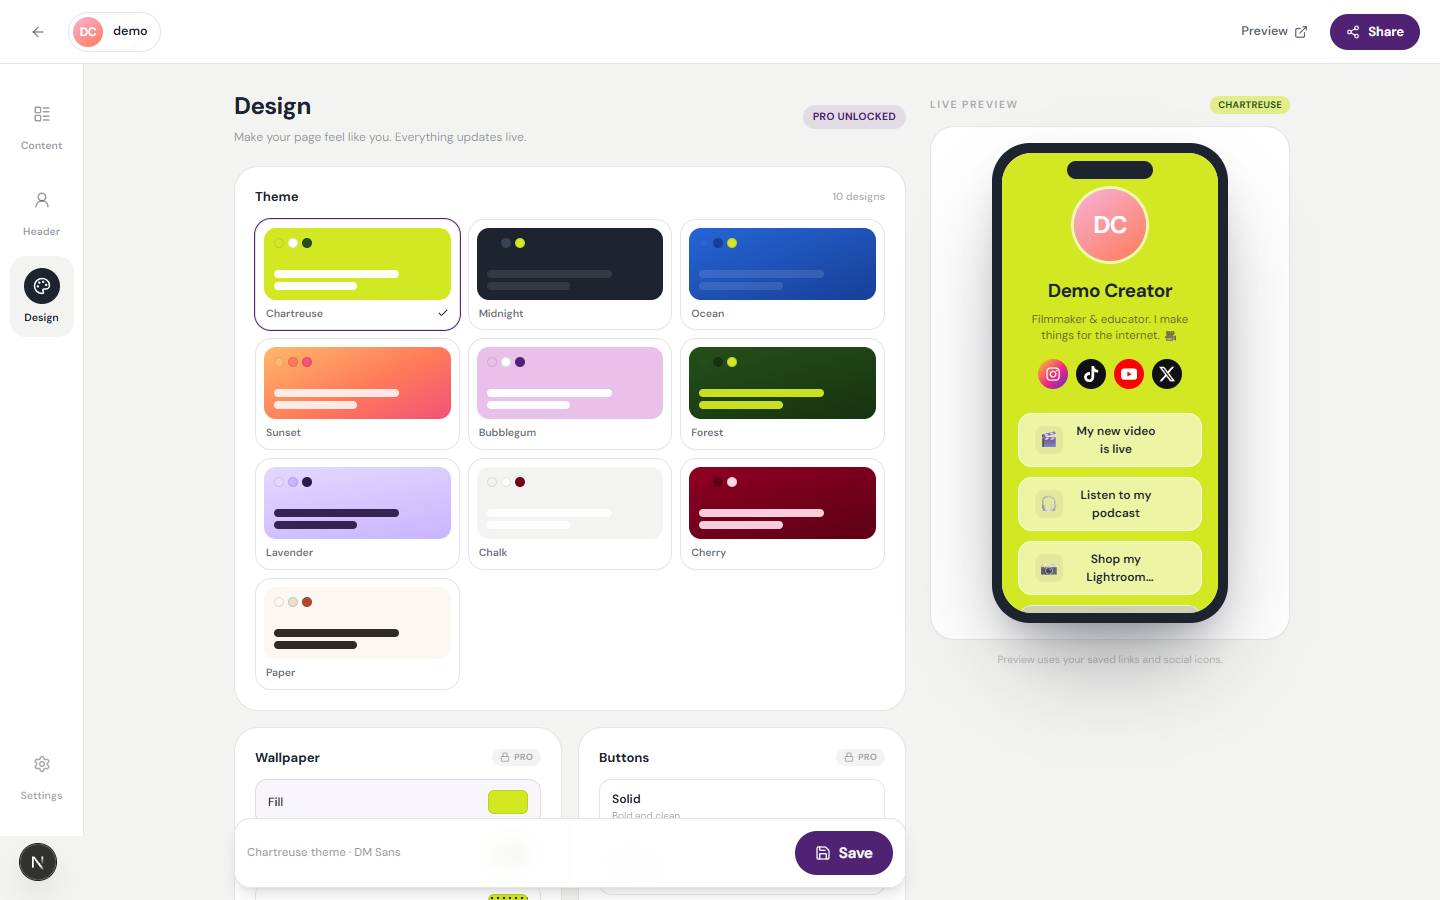 DC
demo
Preview
Share
Content
Header
Design
Settings
N
Design
Make your page feel like you. Everything updates live.
PRO UNLOCKED
Theme
10 designs
Chartreuse
Midnight
Ocean
Sunset
Bubblegum
Forest
Lavender
Chalk
Cherry
Paper
Wallpaper
PRO
Fill
Buttons
PRO
Solid
Bold and clean
Chartreuse theme · DM Sans
Save
LIVE PREVIEW
CHARTREUSE
DC
Demo Creator
Filmmaker & educator. I make
things for the internet. 🎥
My new video
is live
Listen to my
podcast
Shop my
Lightroom...
Preview uses your saved links and social icons.